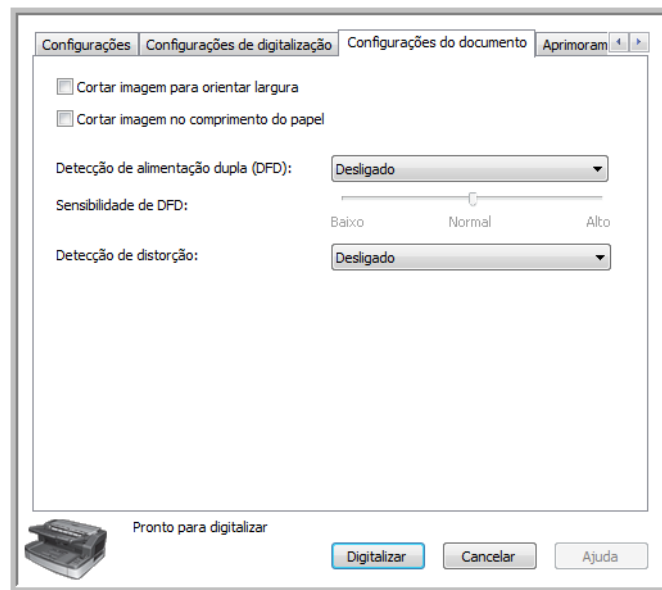 Configurações Configurações de digitalização Configurações do documento Aprimoram
Cortar imagem para orientar largura
Cortar imagem no comprimento do papel
Detecção de alimentação dupla (DFD): Desligado
Sensibilidade de DFD:
Baixo Normal Alto
Detecção de distorção: Desligado
Pronto para digitalizar
Digitalizar Cancelar Ajuda